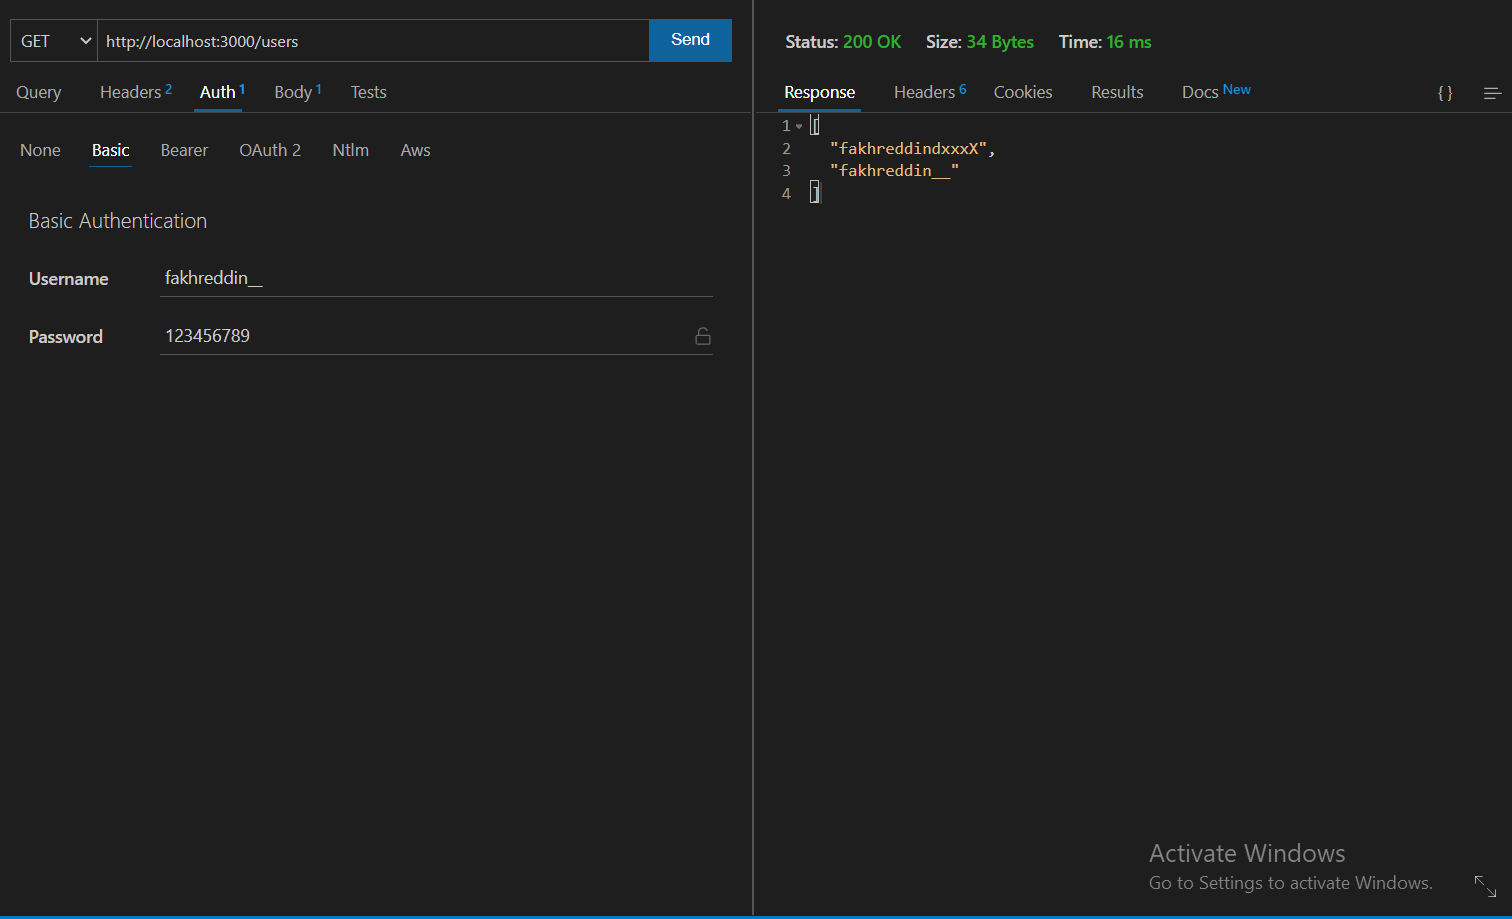 GET http://localhost:3000/users Send
Query Headers 2 Auth 1 Body 1 Tests
None Basic Bearer OAuth 2 Ntlm Aws
Basic Authentication
Username fakhreddin__
Password 123456789
Status: 200 OK Size: 34 Bytes Time: 16 ms
Response Headers 6 Cookies Results Docs New { }
1 [
2 "fakhreddindxxxX",
3 "fakhreddin__"
4 ]
Activate Windows
Go to Settings to activate Windows.